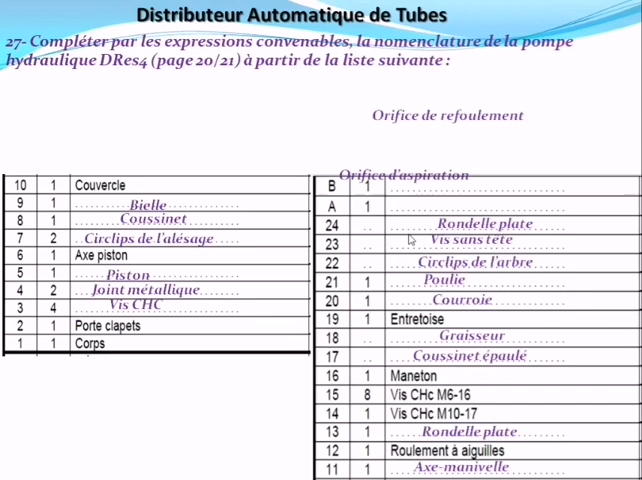 Distributeur Automatique de Tubes
27- Compléter par les expressions convenables, la nomenclature de la pompe
hydraulique DRes4 (page 20/21) à partir de la liste suivante :
Orifice de refoulement
Orifice d'aspiration
10 1 Couvercle
9 1 Bielle
8 1 Coussinet
7 2 Circlips de l'alésage
6 1 Axe piston
5 1 Piston
4 2 Joint métallique
3 4 Vis CHC
2 1 Porte clapets
1 1 Corps
B 1
A 1
24 .. Rondelle plate
23 .. Vis sans tête
22 .. Circlips de l'arbre
21 1 Poulie
20 1 Courroie
19 1 Entretoise
18 .. Graisseur
17 .. Coussinet épaulé
16 1 Maneton
15 8 Vis CHc M6-16
14 1 Vis CHc M10-17
13 1 Rondelle plate
12 1 Roulement à aiguilles
11 1 Axe-manivelle